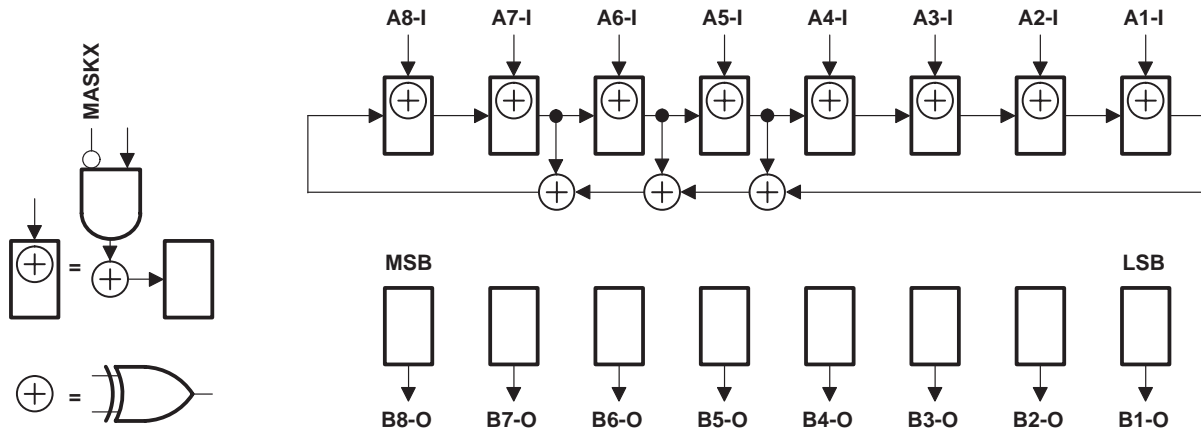 A8-I A7-I A6-I A5-I A4-I A3-I A2-I A1-I
MASKX
=
MSB LSB
=
B8-O B7-O B6-O B5-O B4-O B3-O B2-O B1-O